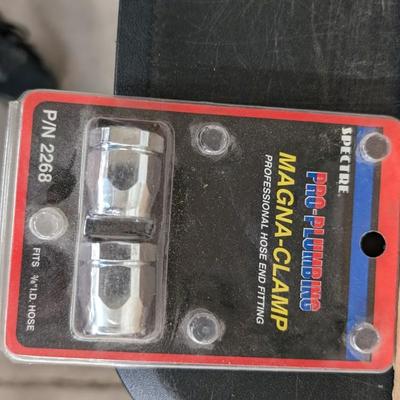 SPECTRE
PRO-PLUMBING
MAGNA-CLAMP
PROFESSIONAL HOSE END FITTING
P/N 2268
FITS ⅜" I.D. HOSE